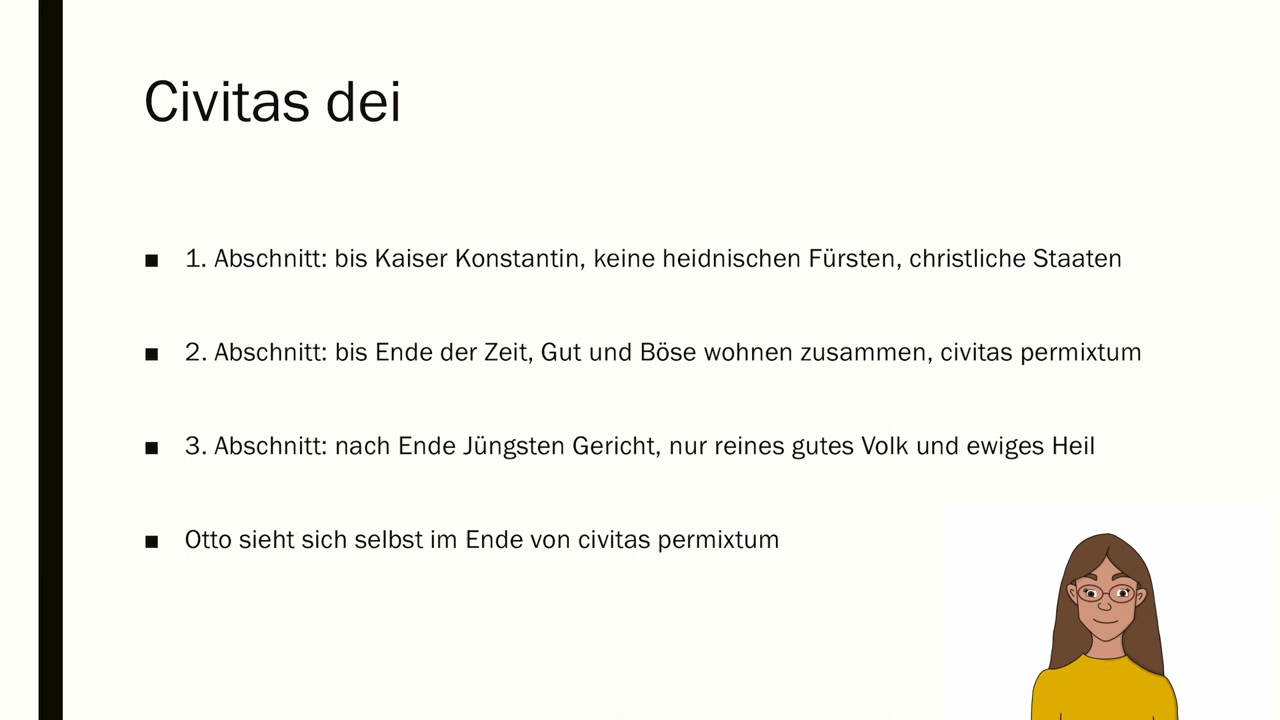 Civitas dei
■ 1. Abschnitt: bis Kaiser Konstantin, keine heidnischen Fürsten, christliche Staaten
■ 2. Abschnitt: bis Ende der Zeit, Gut und Böse wohnen zusammen, civitas permixtum
■ 3. Abschnitt: nach Ende Jüngsten Gericht, nur reines gutes Volk und ewiges Heil
■ Otto sieht sich selbst im Ende von civitas permixtum